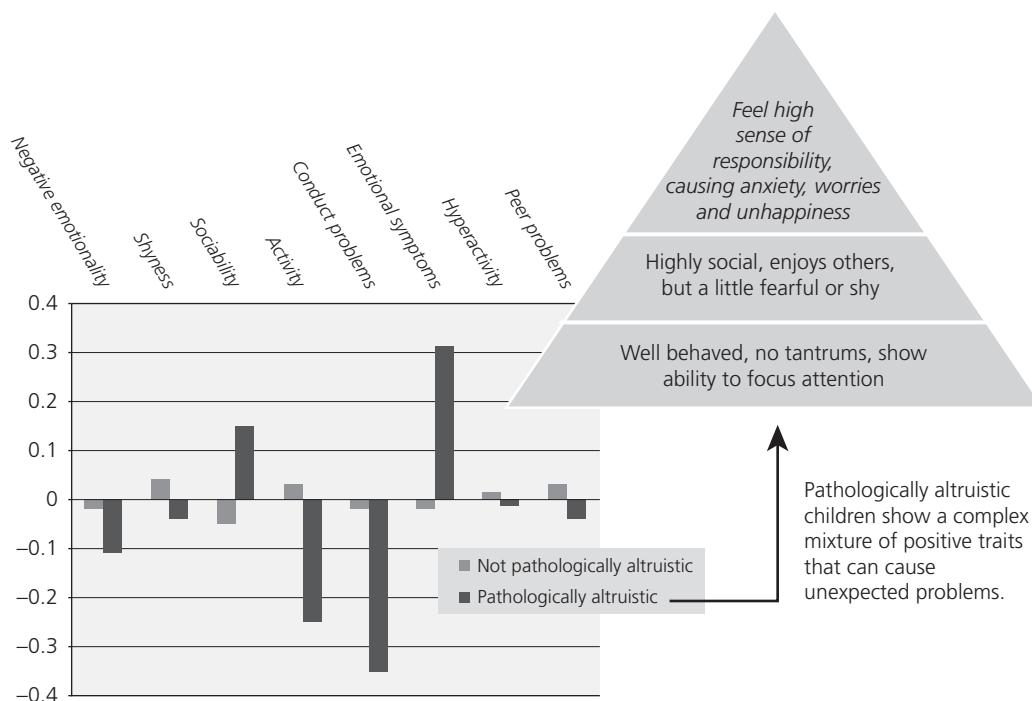 Negative emotionality
Shyness
Sociability
Activity
Conduct problems
Emotional symptoms
Hyperactivity
Peer problems
0.4
0.3
0.2
0.1
0
−0.1
−0.2
−0.3
−0.4
Not pathologically altruistic
Pathologically altruistic
Feel high
sense of
responsibility,
causing anxiety, worries
and unhappiness
Highly social, enjoys others,
but a little fearful or shy
Well behaved, no tantrums, show
ability to focus attention
Pathologically altruistic
children show a complex
mixture of positive traits
that can cause
unexpected problems.